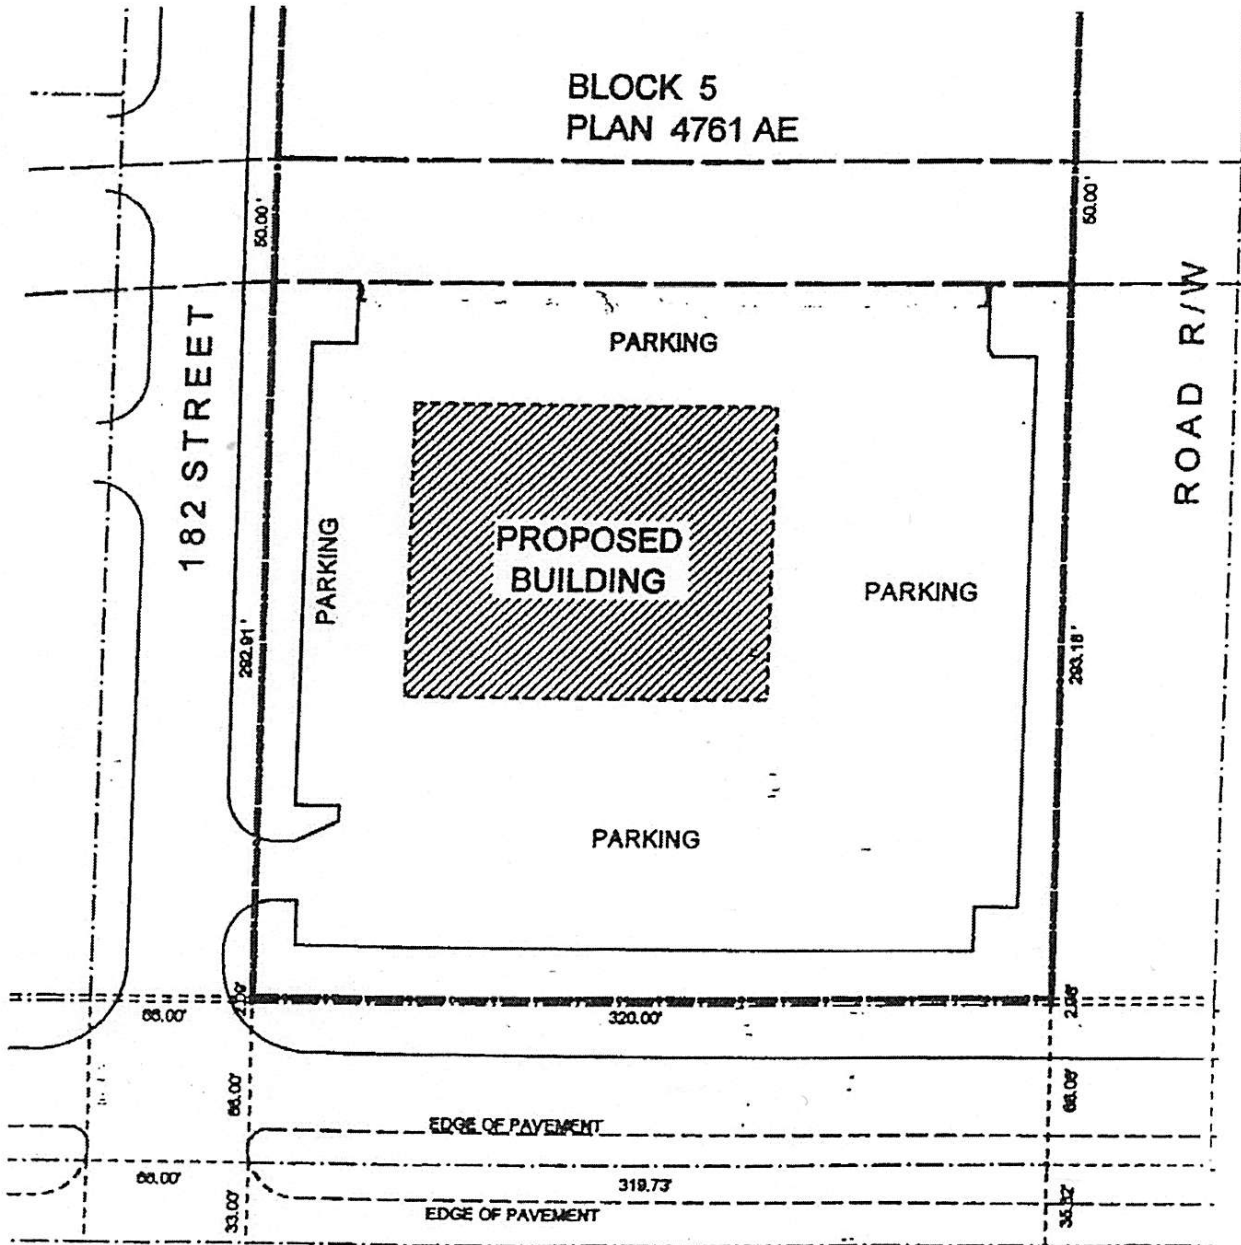 BLOCK 5
PLAN 4761 AE
50.00'
50.00'
182 STREET
ROAD R/W
PARKING
PARKING
PROPOSED
BUILDING
PARKING
292.91'
293.18'
PARKING
66.00'
320.00'
66.00'
EDGE OF PAVEMENT
66.00'
319.73'
33.00'
EDGE OF PAVEMENT